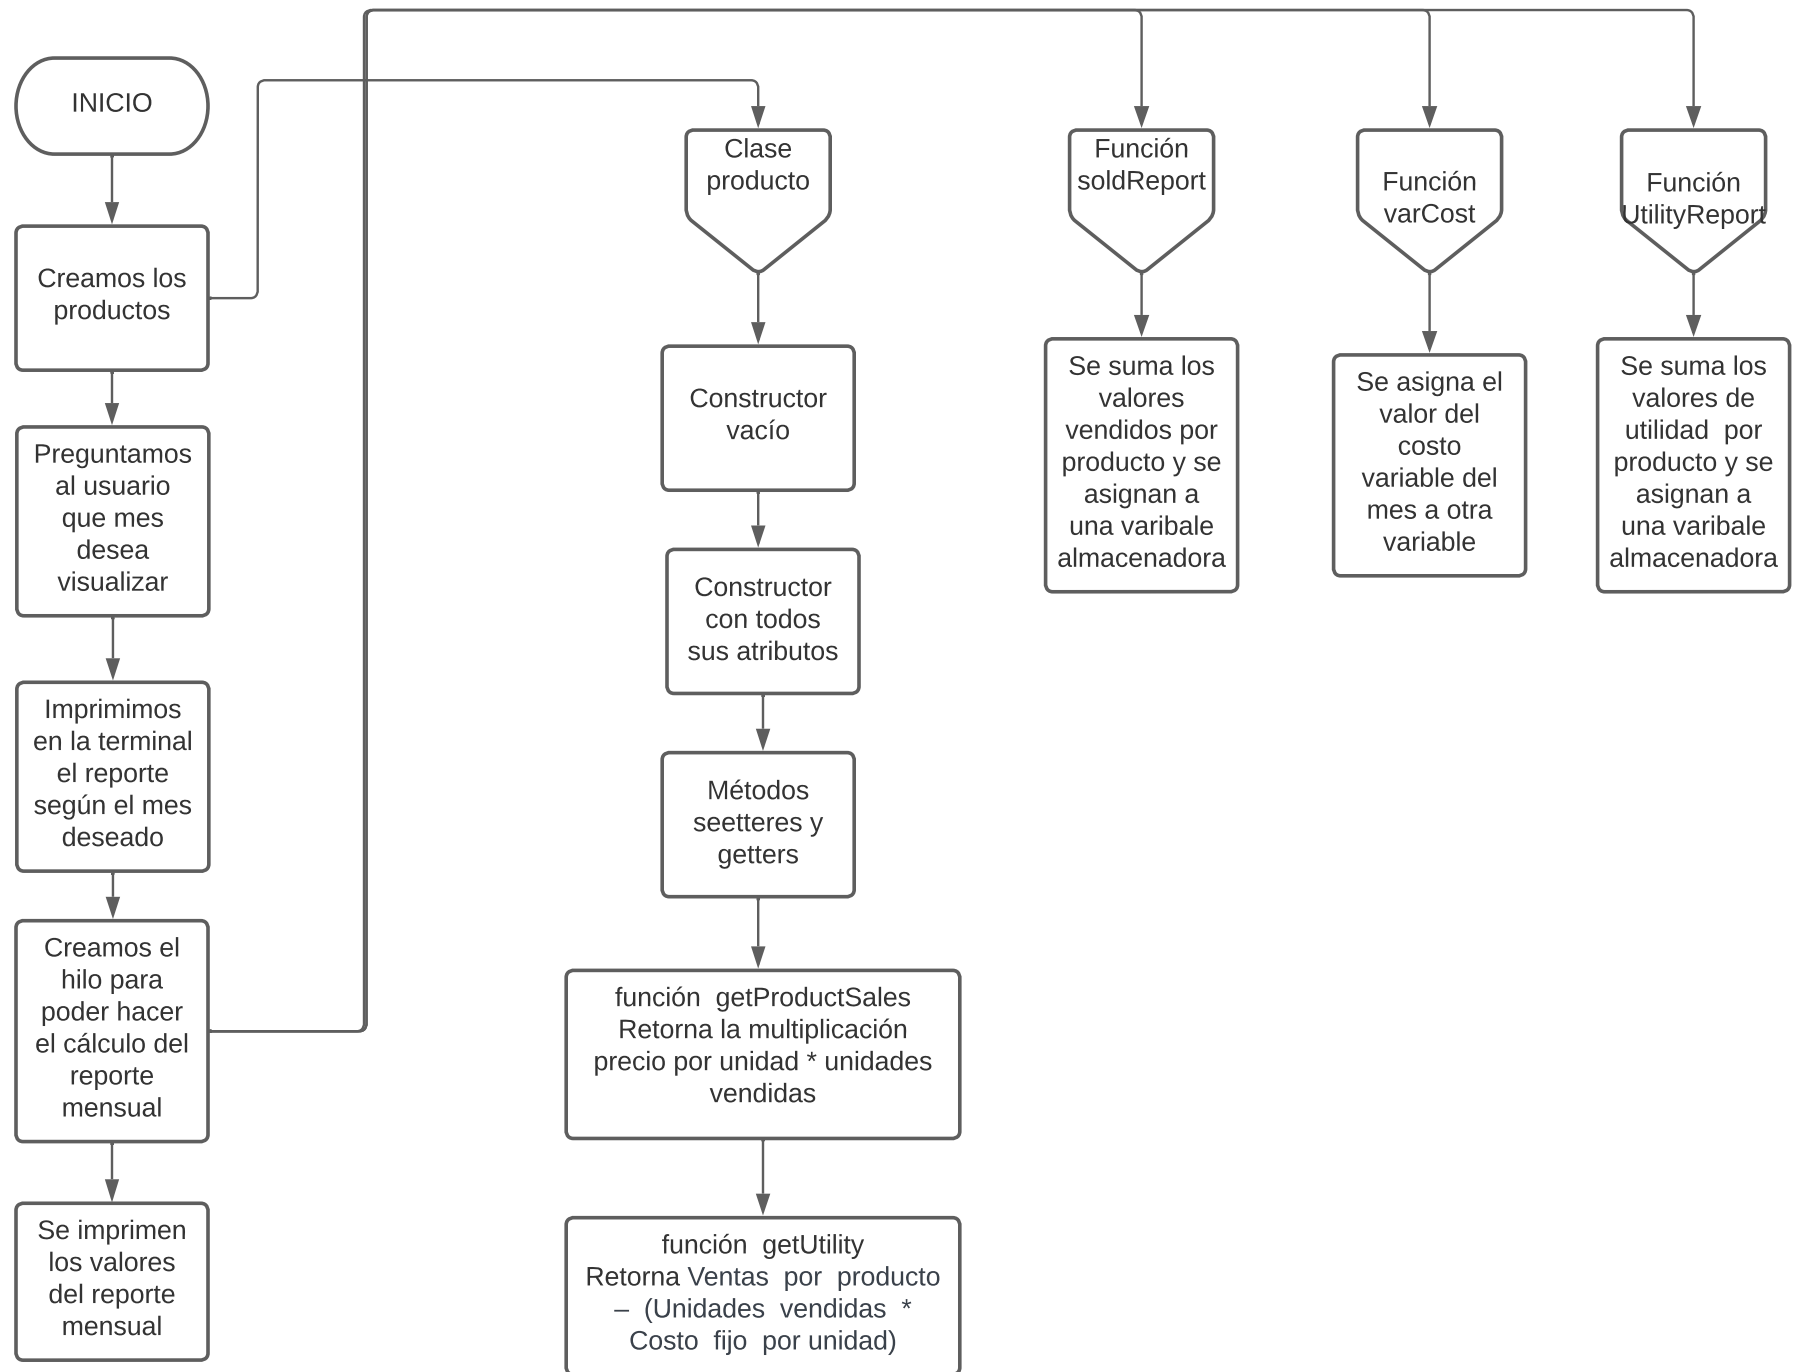 INICIO
Creamos los
productos
Preguntamos
al usuario
que mes
desea
visualizar
Imprimimos
en la terminal
el reporte
según el mes
deseado
Creamos el
hilo para
poder hacer
el cálculo del
reporte
mensual
Se imprimen
los valores
del reporte
mensual
Clase
producto
Constructor
vacío
Constructor
con todos
sus atributos
Métodos
seetteres y
getters
función getProductSales
Retorna la multiplicación
precio por unidad * unidades
vendidas
función getUtility
Retorna Ventas por producto
– (Unidades vendidas *
Costo fijo por unidad)
Función
soldReport
Se suma los
valores
vendidos por
producto y se
asignan a
una varibale
almacenadora
Función
varCost
Se asigna el
valor del
costo
variable del
mes a otra
variable
Función
UtilityReport
Se suma los
valores de
utilidad por
producto y se
asignan a
una varibale
almacenadora